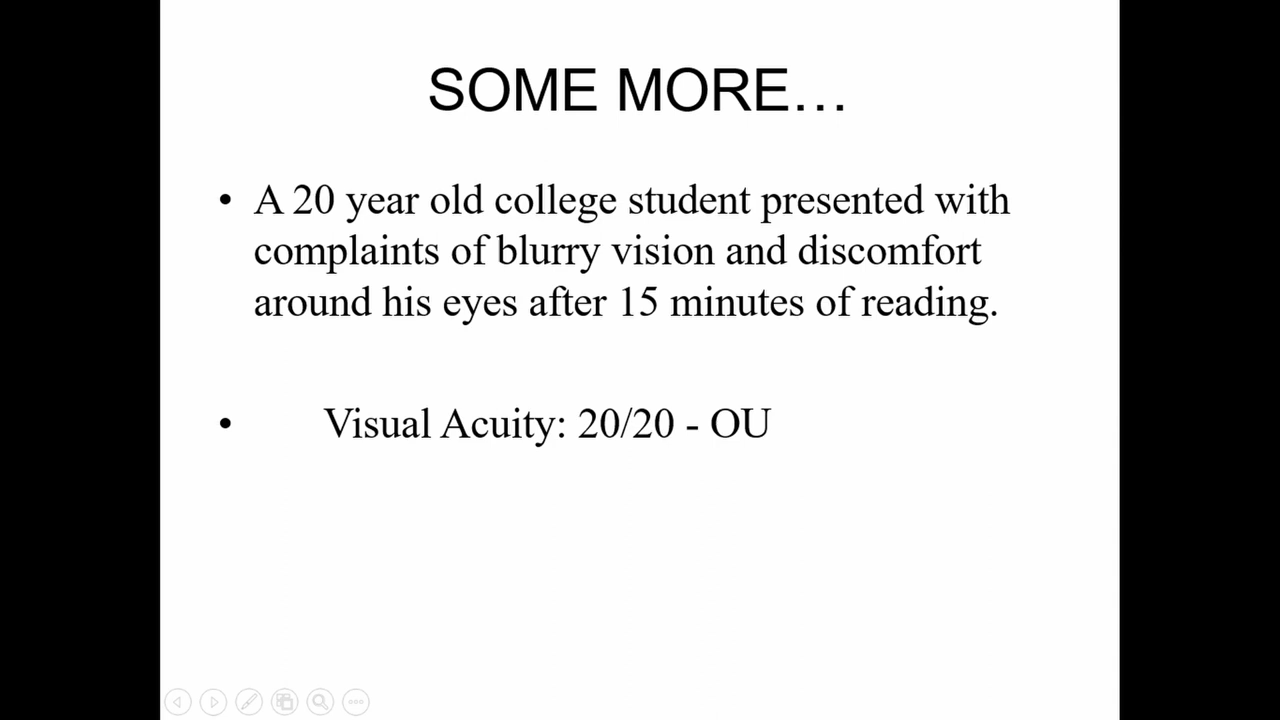 SOME MORE…
• A 20 year old college student presented with
complaints of blurry vision and discomfort
around his eyes after 15 minutes of reading.
• Visual Acuity: 20/20 - OU